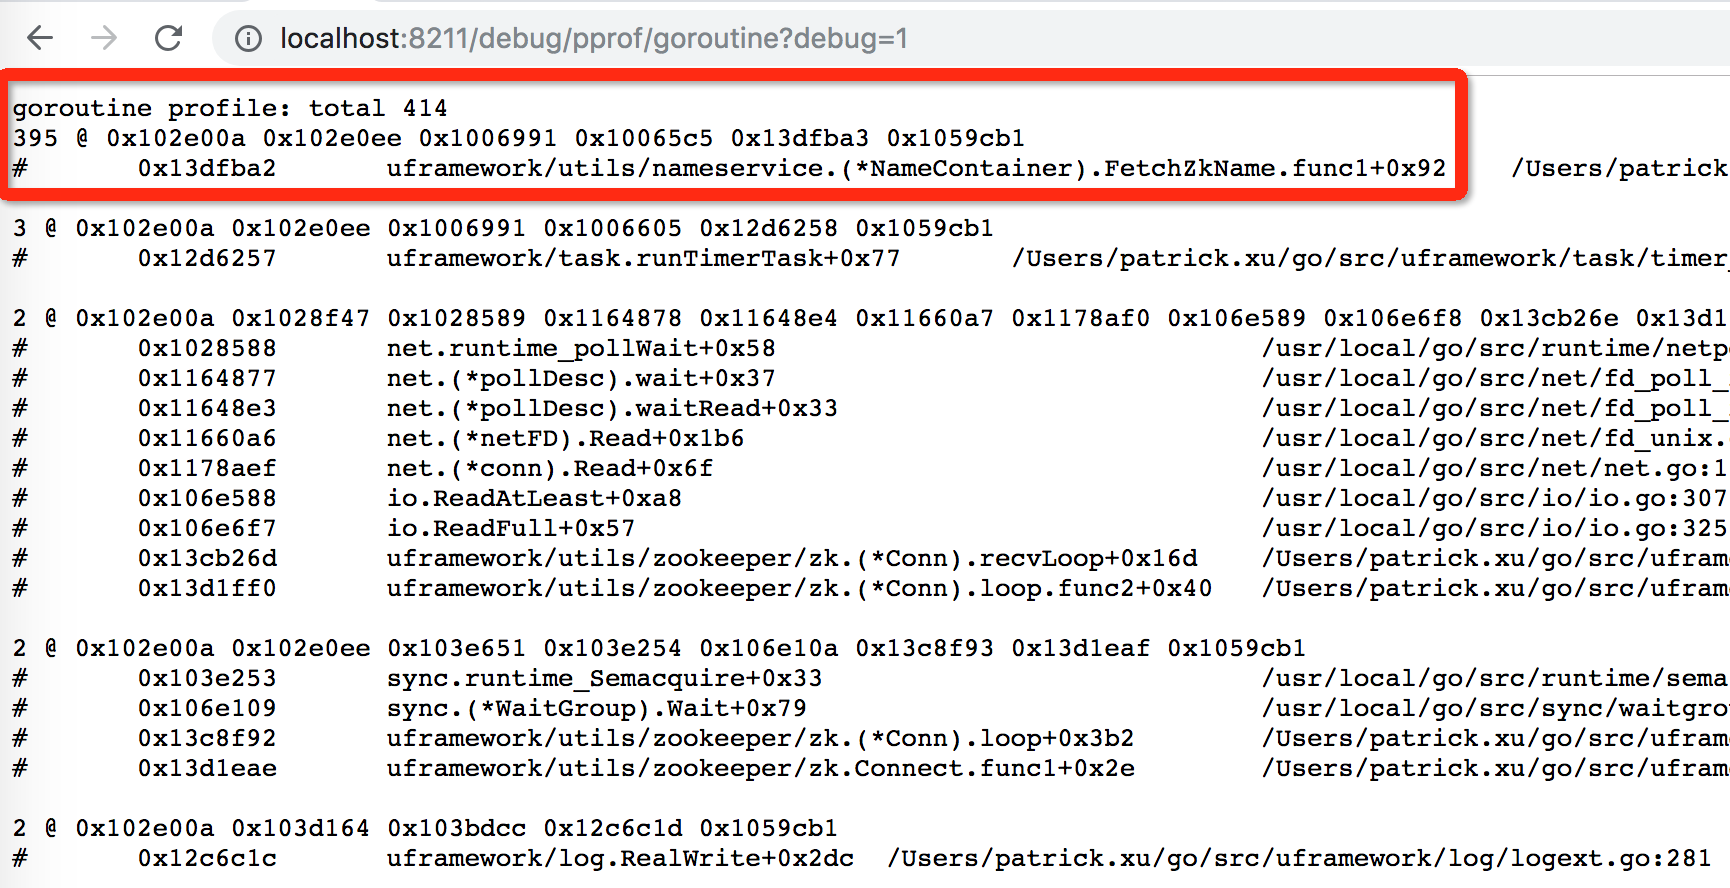 localhost:8211/debug/pprof/goroutine?debug=1
goroutine profile: total 414
395 @ 0x102e00a 0x102e0ee 0x1006991 0x10065c5 0x13dfba3 0x1059cb1
# 0x13dfba2 uframework/utils/nameservice.(*NameContainer).FetchZkName.func1+0x92 /Users/patrick
3 @ 0x102e00a 0x102e0ee 0x1006991 0x1006605 0x12d6258 0x1059cb1
# 0x12d6257 uframework/task.runTimerTask+0x77 /Users/patrick.xu/go/src/uframework/task/timer_
2 @ 0x102e00a 0x1028f47 0x1028589 0x1164878 0x11648e4 0x11660a7 0x1178af0 0x106e589 0x106e6f8 0x13cb26e 0x13d1
# 0x1028588 net.runtime_pollWait+0x58 /usr/local/go/src/runtime/netp
# 0x1164877 net.(*pollDesc).wait+0x37 /usr/local/go/src/net/fd_poll_
# 0x11648e3 net.(*pollDesc).waitRead+0x33 /usr/local/go/src/net/fd_poll_
# 0x11660a6 net.(*netFD).Read+0x1b6 /usr/local/go/src/net/fd_unix.
# 0x1178aef net.(*conn).Read+0x6f /usr/local/go/src/net/net.go:1
# 0x106e588 io.ReadAtLeast+0xa8 /usr/local/go/src/io/io.go:307
# 0x106e6f7 io.ReadFull+0x57 /usr/local/go/src/io/io.go:325
# 0x13cb26d uframework/utils/zookeeper/zk.(*Conn).recvLoop+0x16d /Users/patrick.xu/go/src/ufram
# 0x13d1ff0 uframework/utils/zookeeper/zk.(*Conn).loop.func2+0x40 /Users/patrick.xu/go/src/ufram
2 @ 0x102e00a 0x102e0ee 0x103e651 0x103e254 0x106e10a 0x13c8f93 0x13d1eaf 0x1059cb1
# 0x103e253 sync.runtime_Semacquire+0x33 /usr/local/go/src/runtime/sema
# 0x106e109 sync.(*WaitGroup).Wait+0x79 /usr/local/go/src/sync/waitgro
# 0x13c8f92 uframework/utils/zookeeper/zk.(*Conn).loop+0x3b2 /Users/patrick.xu/go/src/ufram
# 0x13d1eae uframework/utils/zookeeper/zk.Connect.func1+0x2e /Users/patrick.xu/go/src/ufram
2 @ 0x102e00a 0x103d164 0x103bdcc 0x12c6c1d 0x1059cb1
# 0x12c6c1c uframework/log.RealWrite+0x2dc /Users/patrick.xu/go/src/uframework/log/logext.go:281